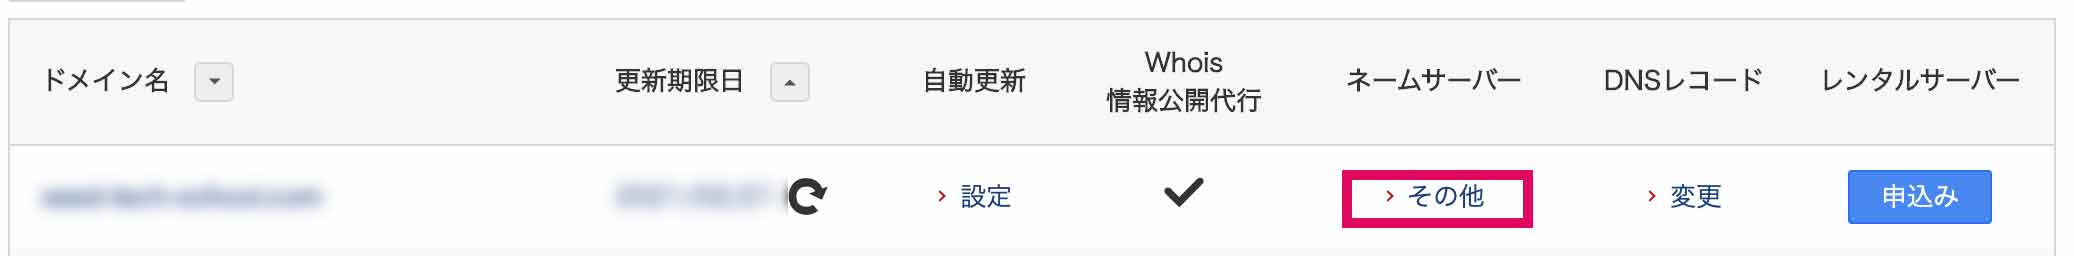 ドメイン名
更新期限日
自動更新
Whois
情報公開代行
ネームサーバー
DNSレコード
レンタルサーバー
設定
その他
変更
申込み